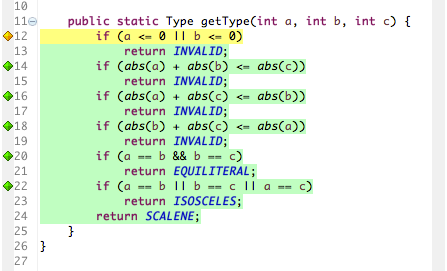 10
11 public static Type getType(int a, int b, int c) {
12 if (a <= 0 || b <= 0)
13 return INVALID;
14 if (abs(a) + abs(b) <= abs(c))
15 return INVALID;
16 if (abs(a) + abs(c) <= abs(b))
17 return INVALID;
18 if (abs(b) + abs(c) <= abs(a))
19 return INVALID;
20 if (a == b && b == c)
21 return EQUILITERAL;
22 if (a == b || b == c || a == c)
23 return ISOSCELES;
24 return SCALENE;
25 }
26 }
27